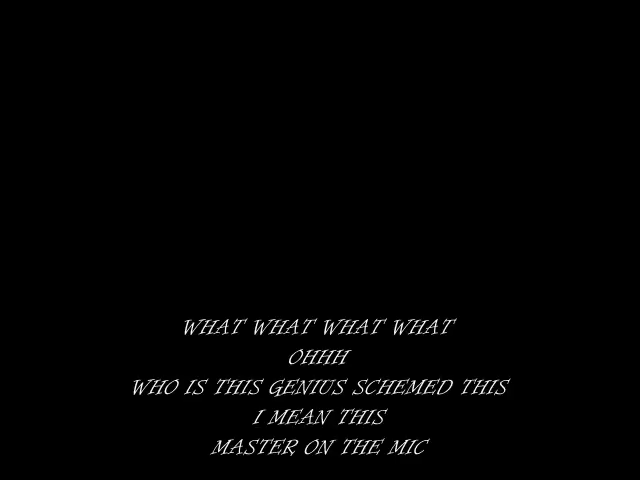 WHAT WHAT WHAT WHAT
OHHH
WHO IS THIS GENIUS SCHEMED THIS
I MEAN THIS
MASTER ON THE MIC